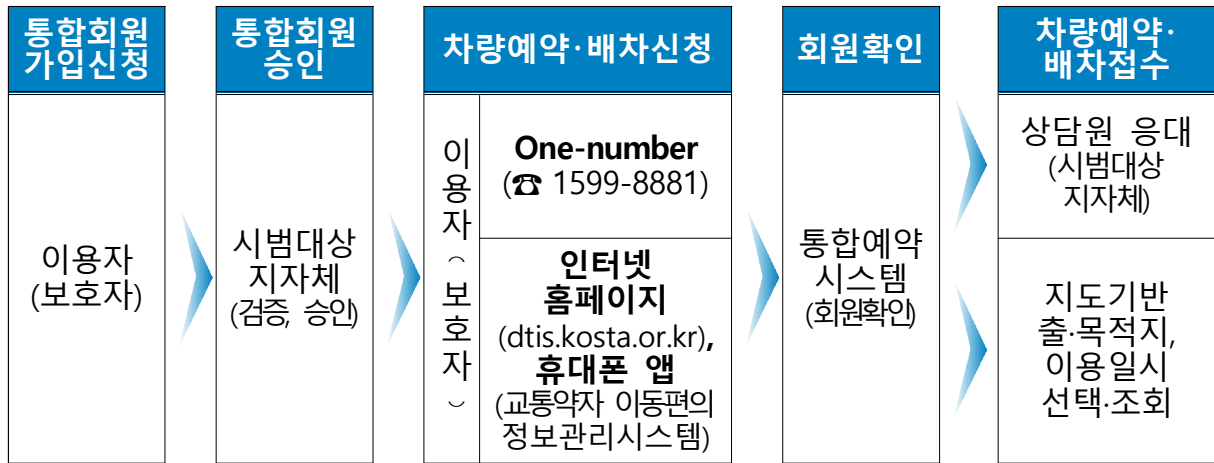 통합회원
가입신청
이용자
(보호자)
통합회원
승인
시범대상
지자체
(검증, 승인)
차량예약·배차신청
이
용
자
(
보
호
자
)
One-number
(☎ 1599-8881)
인터넷
홈페이지
(dtis.kosta.or.kr),
휴대폰 앱
(교통약자 이동편의
정보관리시스템)
회원확인
통합예약
시스템
(회원확인)
차량예약·
배차접수
상담원 응대
(시범대상
지자체)
지도기반
출·목적지,
이용일시
선택·조회